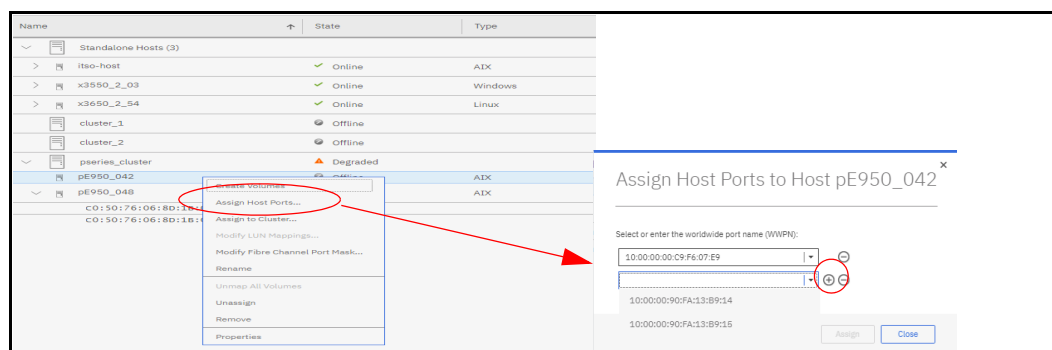 Name State Type
Standalone Hosts (3)
itso-host Online AIX
x3550_2_03 Online Windows
x3650_2_54 Online Linux
cluster_1 Offline
cluster_2 Offline
pseries_cluster Degraded
pE950_042 Offline AIX
pE950_048 AIX
C0:50:76:06:8D:1B:
C0:50:76:06:8D:1B:
Create Volumes
Assign Host Ports...
Assign to Cluster...
Modify LUN Mappings...
Modify Fibre Channel Port Mask...
Rename
Unmap All Volumes
Unassign
Remove
Properties
Assign Host Ports to Host pE950_042
Select or enter the worldwide port name (WWPN):
10:00:00:00:C9:F6:07:E9
10:00:00:90:FA:13:B9:14
10:00:00:90:FA:13:B9:15
Assign Close